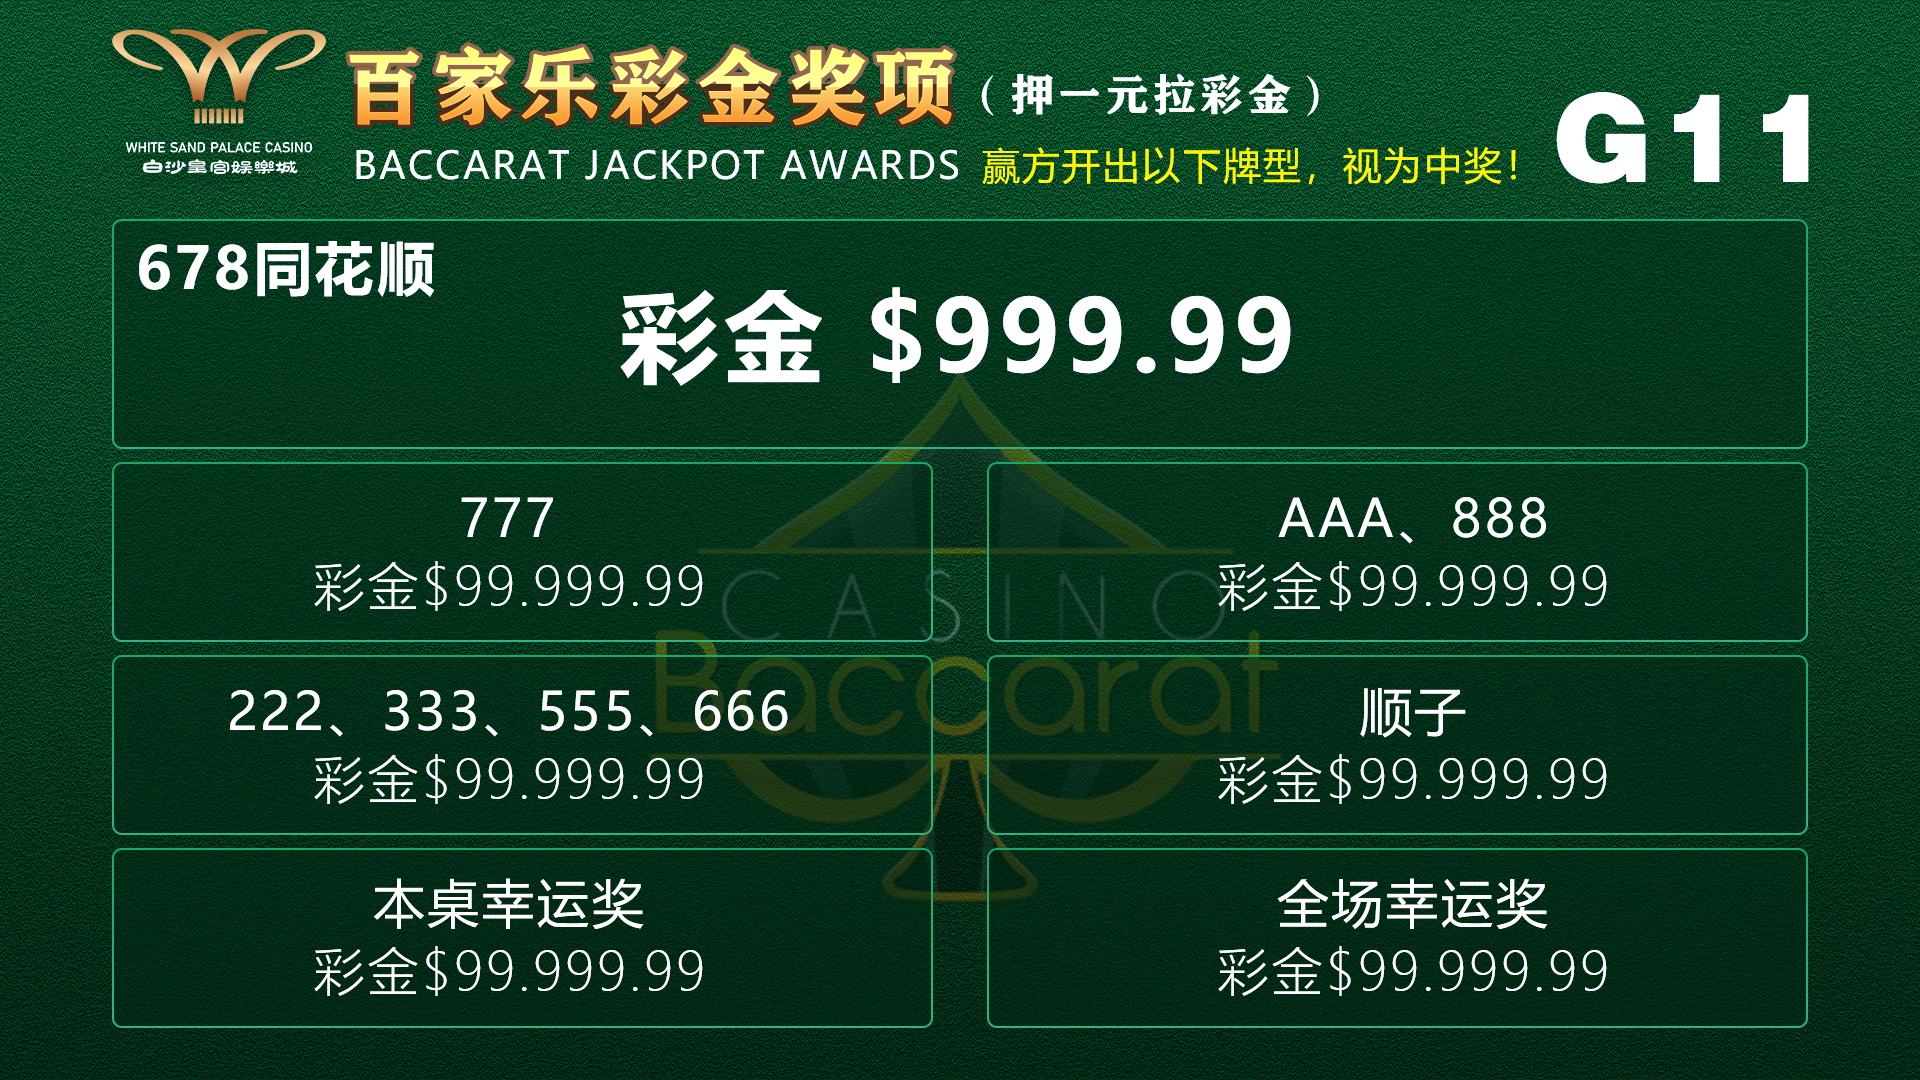 WHITE SAND PALACE CASINO
白沙皇宫娱樂城
百家乐彩金奖项（押一元拉彩金）
BACCARAT JACKPOT AWARDS
赢方开出以下牌型，视为中奖！
G11
678同花顺
彩金 $999.99
777
彩金$99.999.99
AAA、888
彩金$99.999.99
222、333、555、666
彩金$99.999.99
顺子
彩金$99.999.99
本桌幸运奖
彩金$99.999.99
全场幸运奖
彩金$99.999.99
CASINO
Baccarat